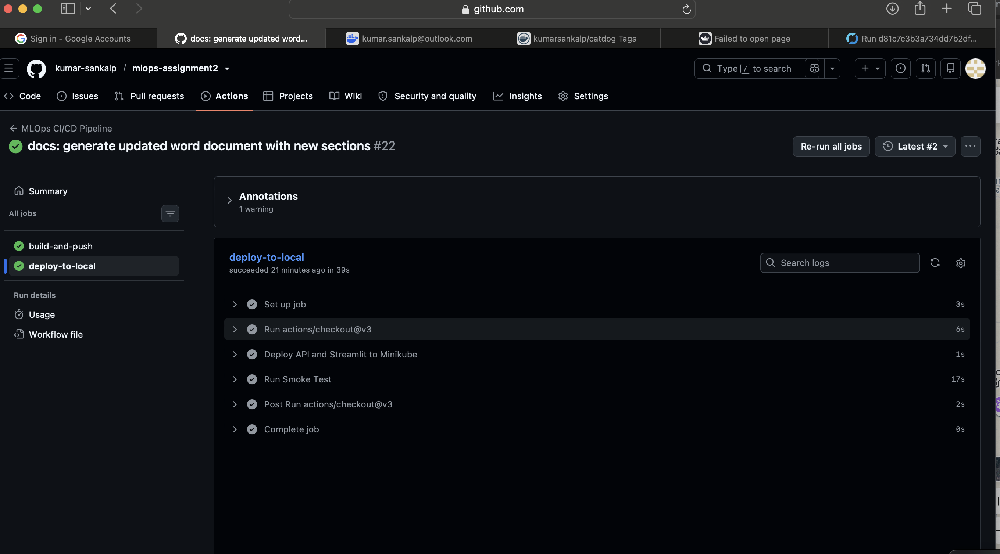 github.com
Sign in - Google Accounts
docs: generate updated word...
kumar.sankalp@outlook.com
kumarsankalp/catdog Tags
Failed to open page
Run d81c7c3b3a734dd7b2df...
kumar-sankalp / mlops-assignment2
Type / to search
Code
Issues
Pull requests
Actions
Projects
Wiki
Security and quality
Insights
Settings
MLOps CI/CD Pipeline
docs: generate updated word document with new sections #22
Re-run all jobs
Latest #2
Summary
All jobs
build-and-push
deploy-to-local
Run details
Usage
Workflow file
Annotations
1 warning
deploy-to-local
succeeded 21 minutes ago in 39s
Search logs
Set up job 3s
Run actions/checkout@v3 6s
Deploy API and Streamlit to Minikube 1s
Run Smoke Test 17s
Post Run actions/checkout@v3 2s
Complete job 0s